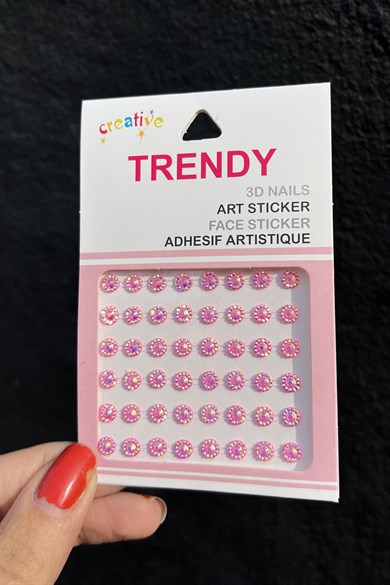 creative
TRENDY
3D NAILS
ART STICKER
FACE STICKER
ADHESIF ARTISTIQUE